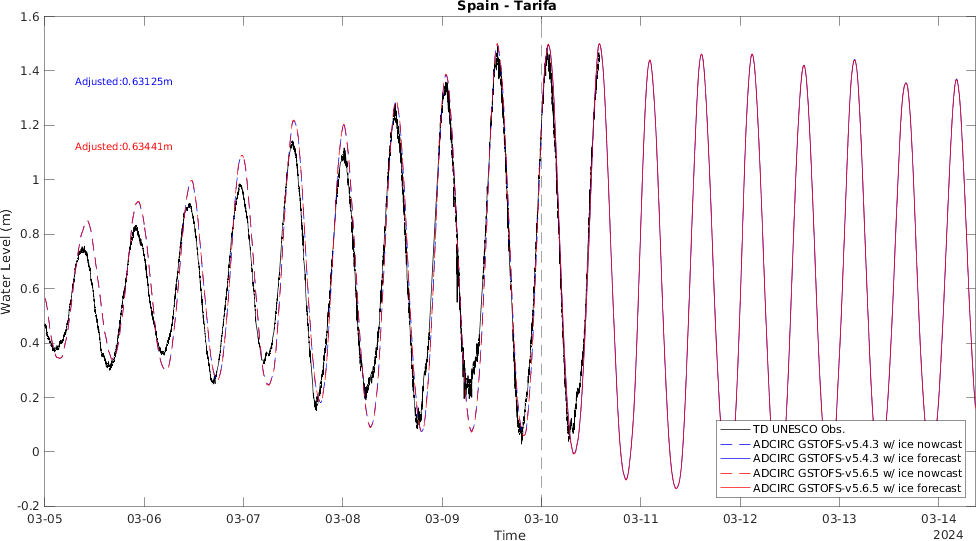 Spain - Tarifa
1.6
1.4
1.2
1
0.8
0.6
0.4
0.2
0
-0.2
Water Level (m)
Adjusted:0.63125m
Adjusted:0.63441m
TD UNESCO Obs.
ADCIRC GSTOFS-v5.4.3 w/ ice nowcast
ADCIRC GSTOFS-v5.4.3 w/ ice forecast
ADCIRC GSTOFS-v5.6.5 w/ ice nowcast
ADCIRC GSTOFS-v5.6.5 w/ ice forecast
03-05 03-06 03-07 03-08 03-09 03-10 03-11 03-12 03-13 03-14
Time
2024